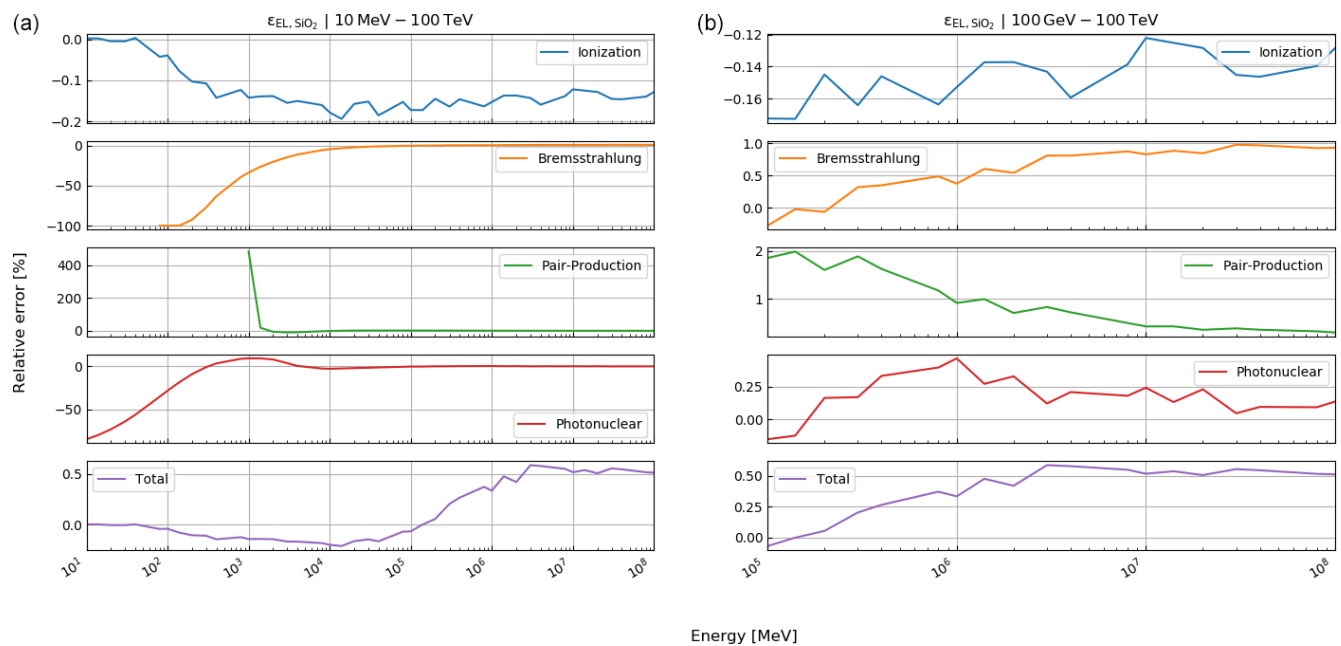 (a)
ε_EL, SiO₂ | 10 MeV − 100 TeV
Relative error [%]
0.0
−0.1
−0.2
Ionization
0
−50
−100
Bremsstrahlung
400
200
0
Pair-Production
0
−50
Photonuclear
0.5
0.0
Total
10¹
10²
10³
10⁴
10⁵
10⁶
10⁷
10⁸
(b)
ε_EL, SiO₂ | 100 GeV − 100 TeV
−0.12
−0.14
−0.16
Ionization
1.0
0.5
0.0
Bremsstrahlung
2
1
Pair-Production
0.25
0.00
Photonuclear
0.50
0.25
0.00
Total
10⁵
10⁶
10⁷
10⁸
Energy [MeV]